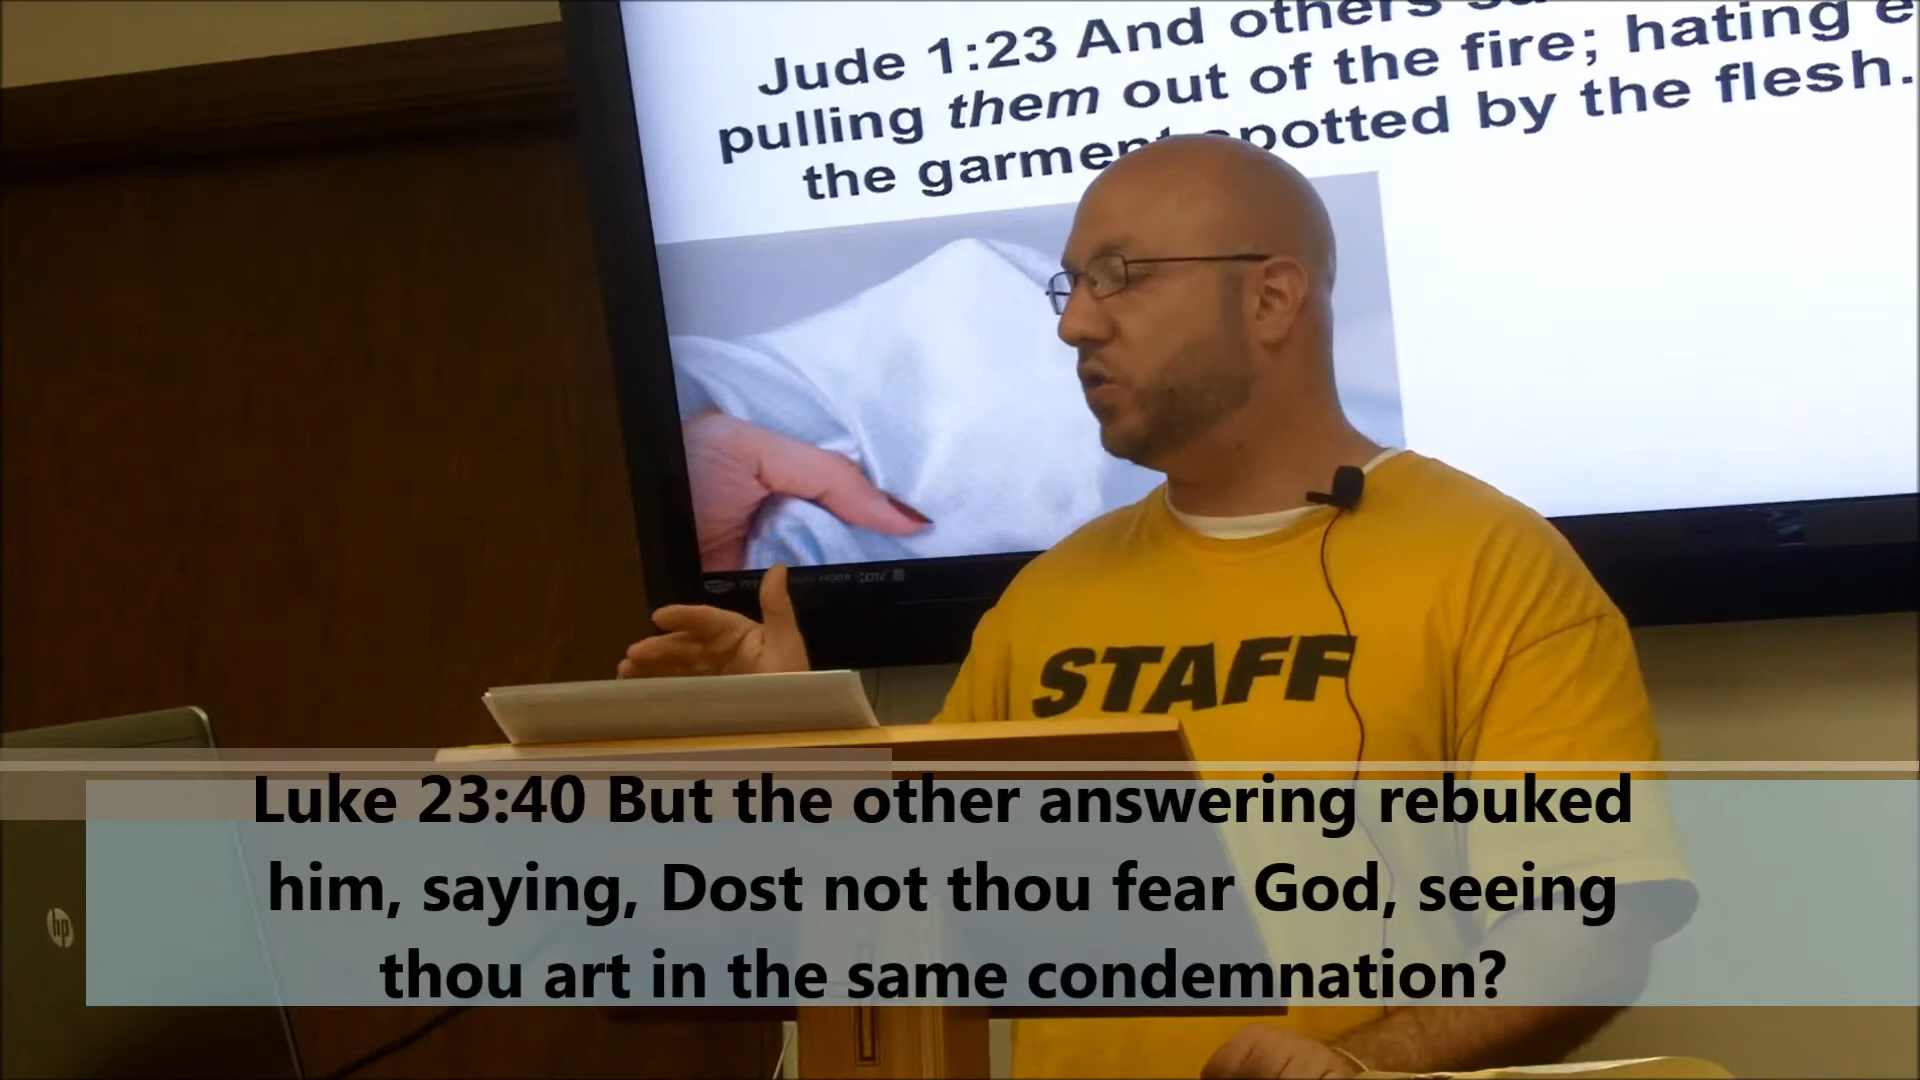 Jude 1:23 And others
pulling them out of the fire; hating
the garment spotted by the flesh.
STAFF
Luke 23:40 But the other answering rebuked
him, saying, Dost not thou fear God, seeing
thou art in the same condemnation?
hp